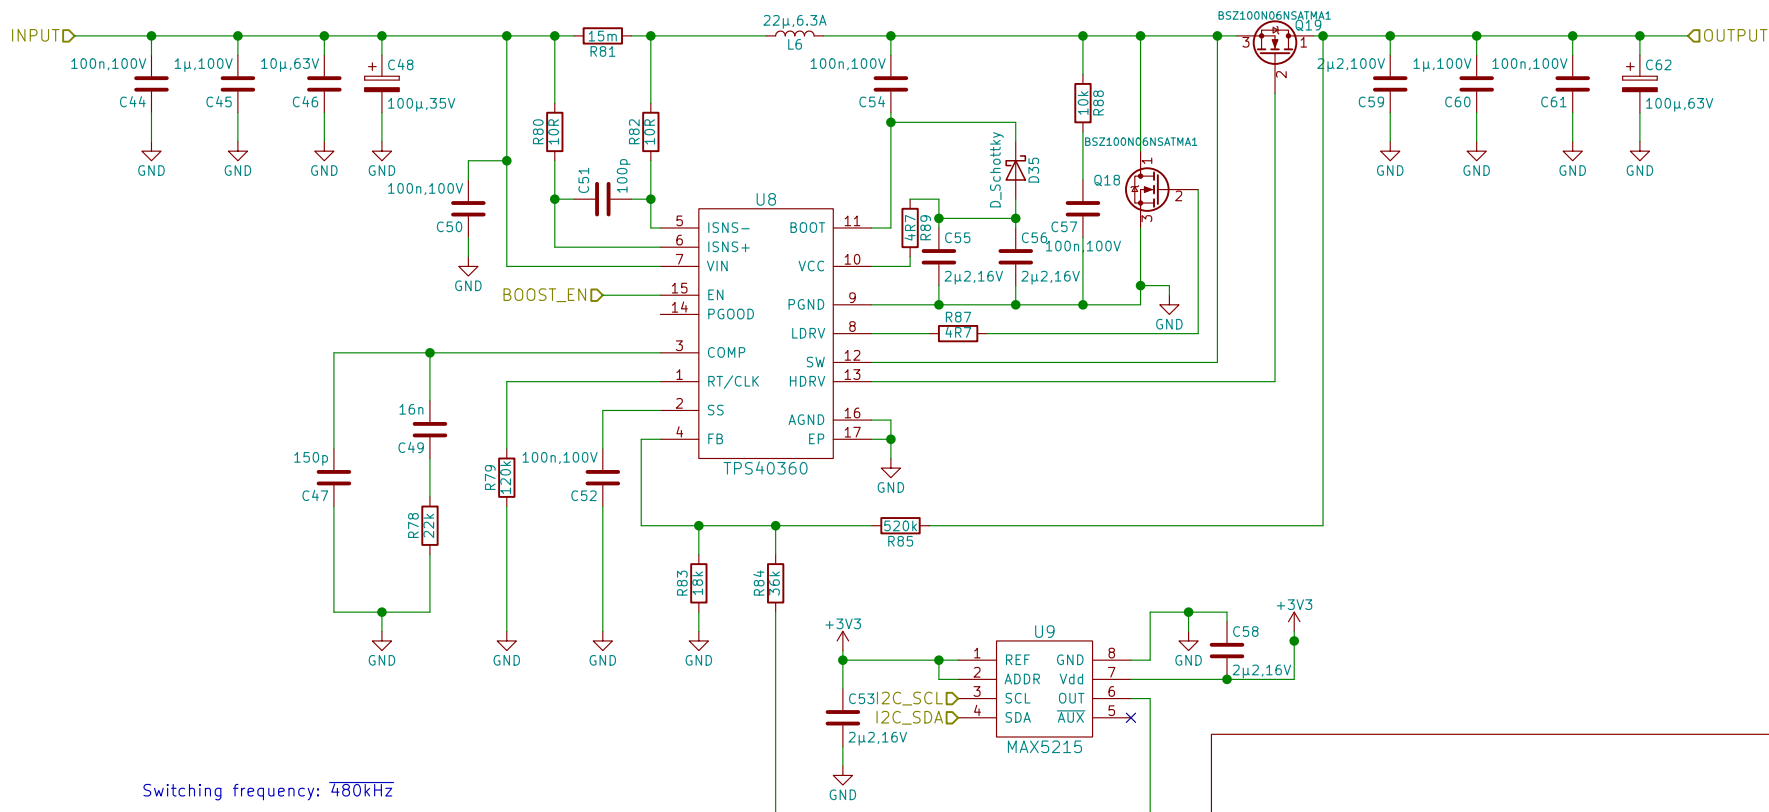 BSZ100N06NSATMA1
22µ,6.3A
Q19
INPUT
15m
R81
L6
3
1
2
OUTPUT
100n,100V
C44
1µ,100V
C45
10µ,63V
C46
+
C48
100µ,35V
100n,100V
C54
10k
R88
2µ2,100V
C59
1µ,100V
C60
100n,100V
C61
+
C62
100µ,63V
GND
GND
GND
GND
GND
GND
GND
GND
R80
10R
R82
10R
C51
100p
D_Schottky
D35
BSZ100N06NSATMA1
Q18
1
2
3
100n,100V
C50
GND
4R7
R89
C55
2µ2,16V
C56
2µ2,16V
C57
100n,100V
U8
5 ISNS-
6 ISNS+
7 VIN
BOOST_EN
15 EN
14 PGOOD
3 COMP
1 RT/CLK
2 SS
4 FB
BOOT 11
VCC 10
PGND 9
LDRV 8
SW 12
HDRV 13
AGND 16
EP 17
TPS40360
R87
4R7
GND
GND
16n
C49
150p
C47
R78
22k
R79
120k
100n,100V
C52
520k
R85
R83
18k
R84
36k
GND
GND
GND
GND
+3V3
+3V3
U9
1 REF
2 ADDR
3 SCL
4 SDA
GND 8
Vdd 7
OUT 6
AUX 5
MAX5215
I2C_SCL
I2C_SDA
C53
2µ2,16V
GND
GND
C58
2µ2,16V
Switching frequency: 480kHz